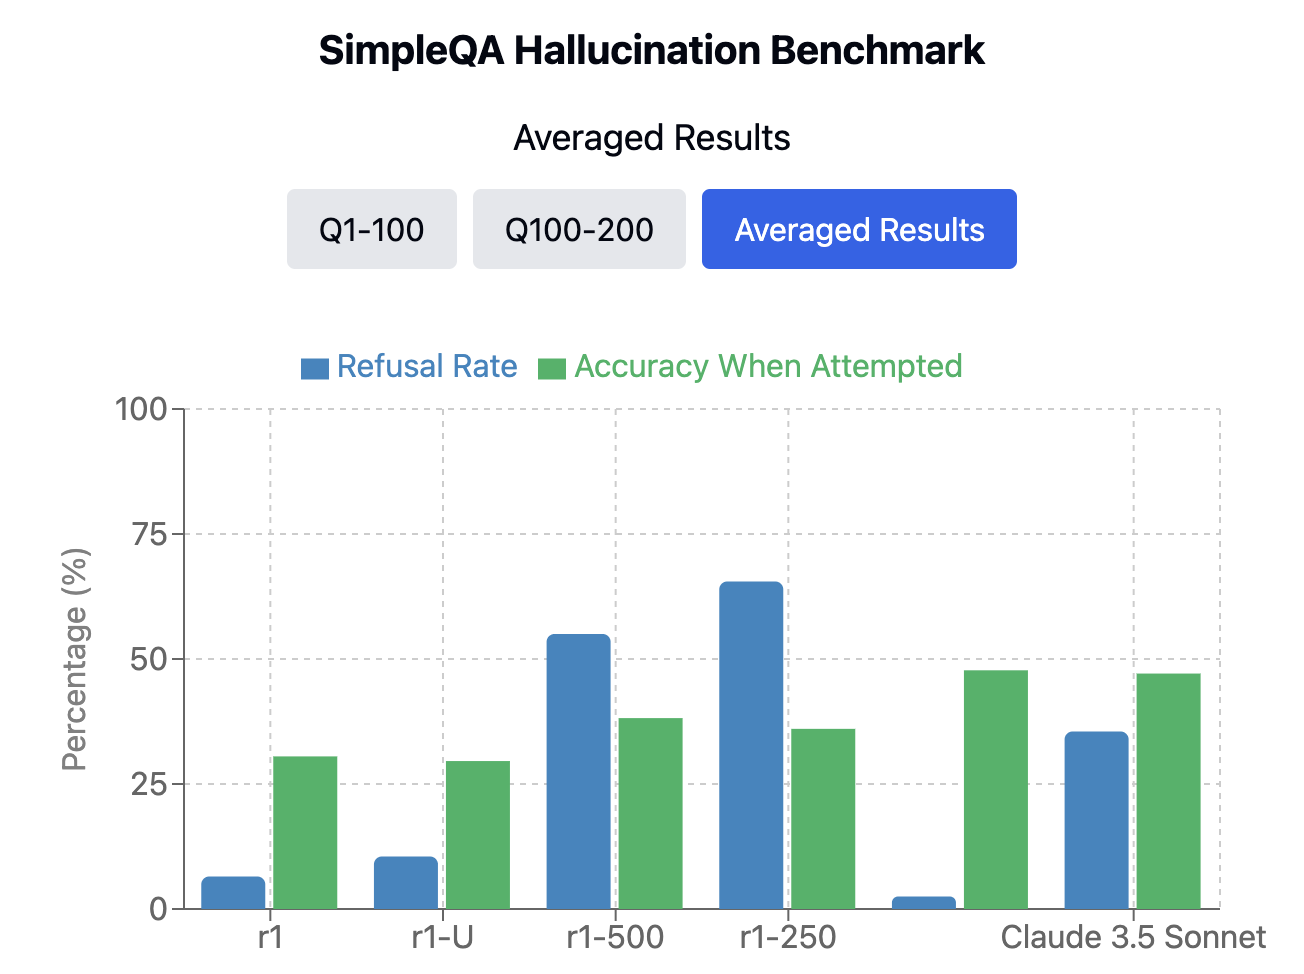 SimpleQA Hallucination Benchmark
Averaged Results
Q1-100 Q100-200 Averaged Results
Refusal Rate Accuracy When Attempted
100
75
50
25
0
Percentage (%)
r1 r1-U r1-500 r1-250 Claude 3.5 Sonnet